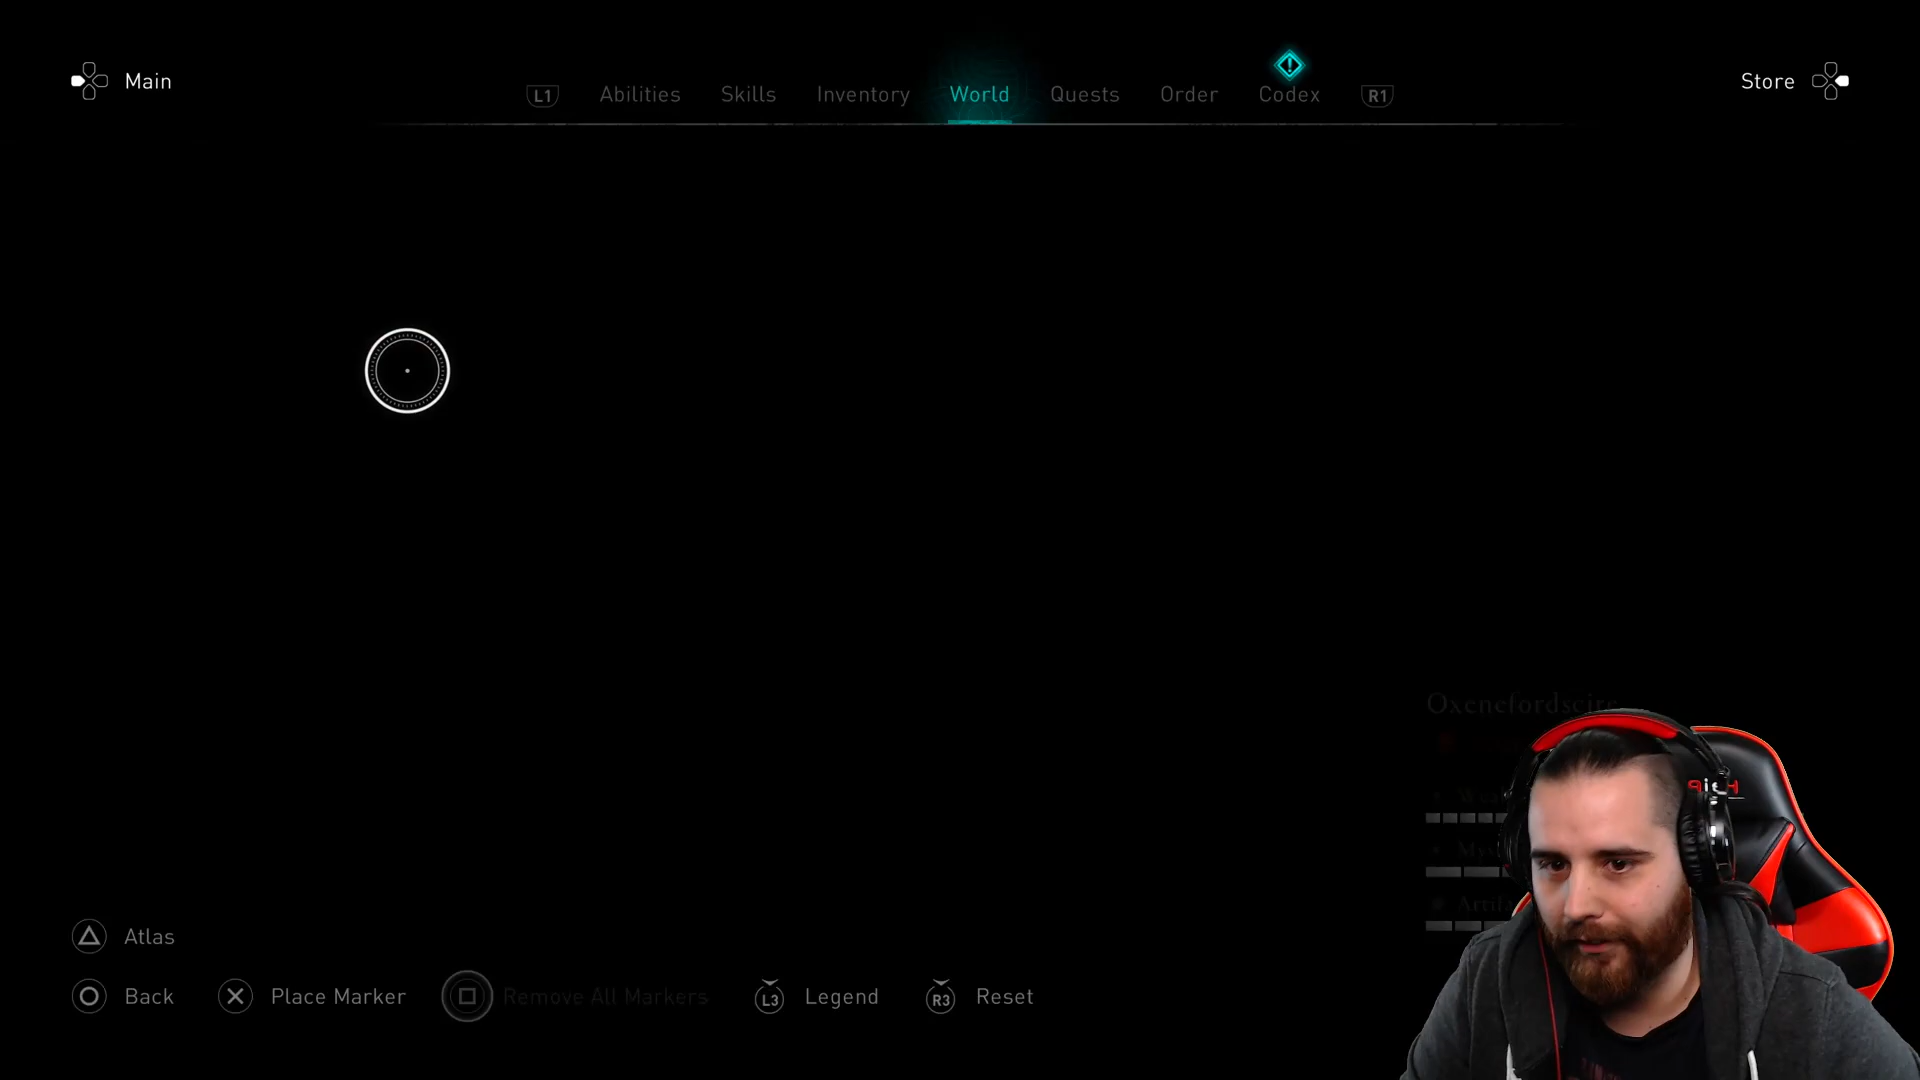 Main
L1 Abilities Skills Inventory World Quests Order Codex R1
Store
Oxenefordscire
Atlas
Back Place Marker Remove All Markers L3 Legend R3 Reset